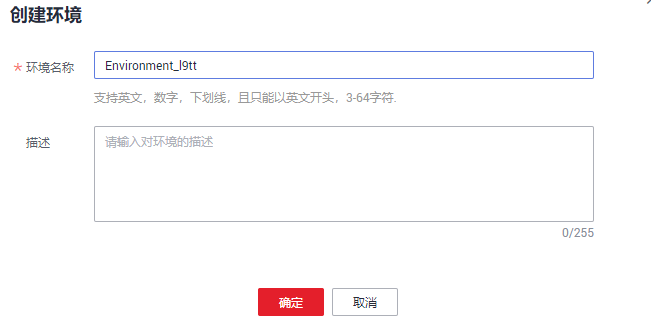 创建环境
* 环境名称 Environment_l9tt
支持英文，数字，下划线，且只能以英文开头，3-64字符.
描述 请输入对环境的描述
0/255
确定 取消